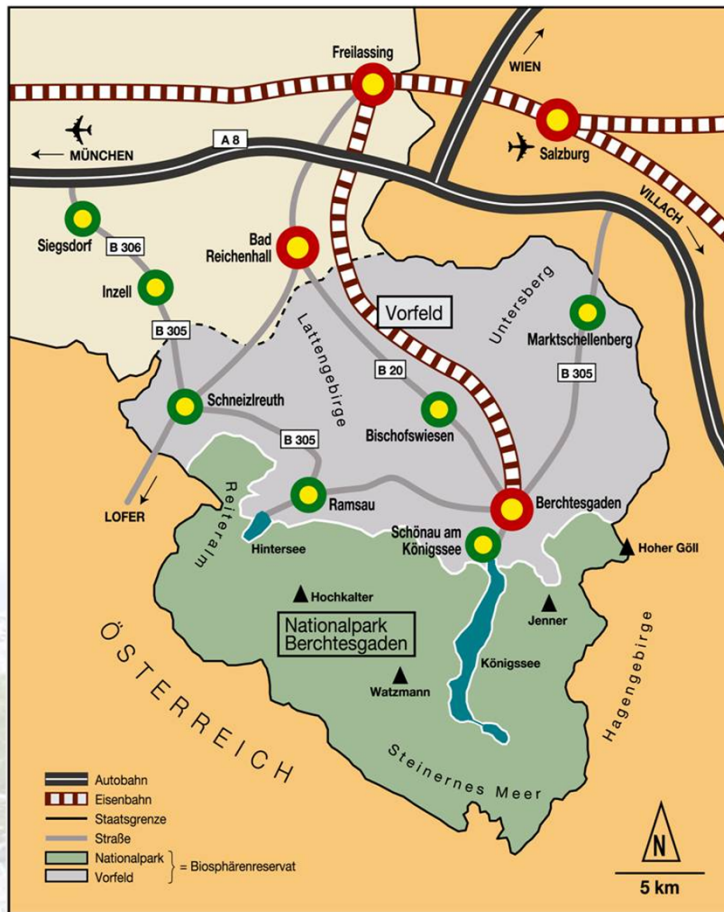 Freilassing
WIEN
A 8
MÜNCHEN
Salzburg
VILLACH
Siegsdorf
B 306
Bad
Reichenhall
Inzell
Untersberg
Vorfeld
Lattengebirge
B 305
Marktschellenberg
B 20
B 305
Schneizlreuth
Bischofswiesen
B 305
LOFER
Reiteralm
Ramsau
Berchtesgaden
Hintersee
Schönau am
Königssee
Hoher Göll
Hochkalter
Jenner
Nationalpark
Berchtesgaden
Königssee
Watzmann
Hagengebirge
ÖSTERREICH
Steinernes Meer
Autobahn
Eisenbahn
Staatsgrenze
Straße
Nationalpark
Vorfeld
= Biosphärenreservat
N
5 km